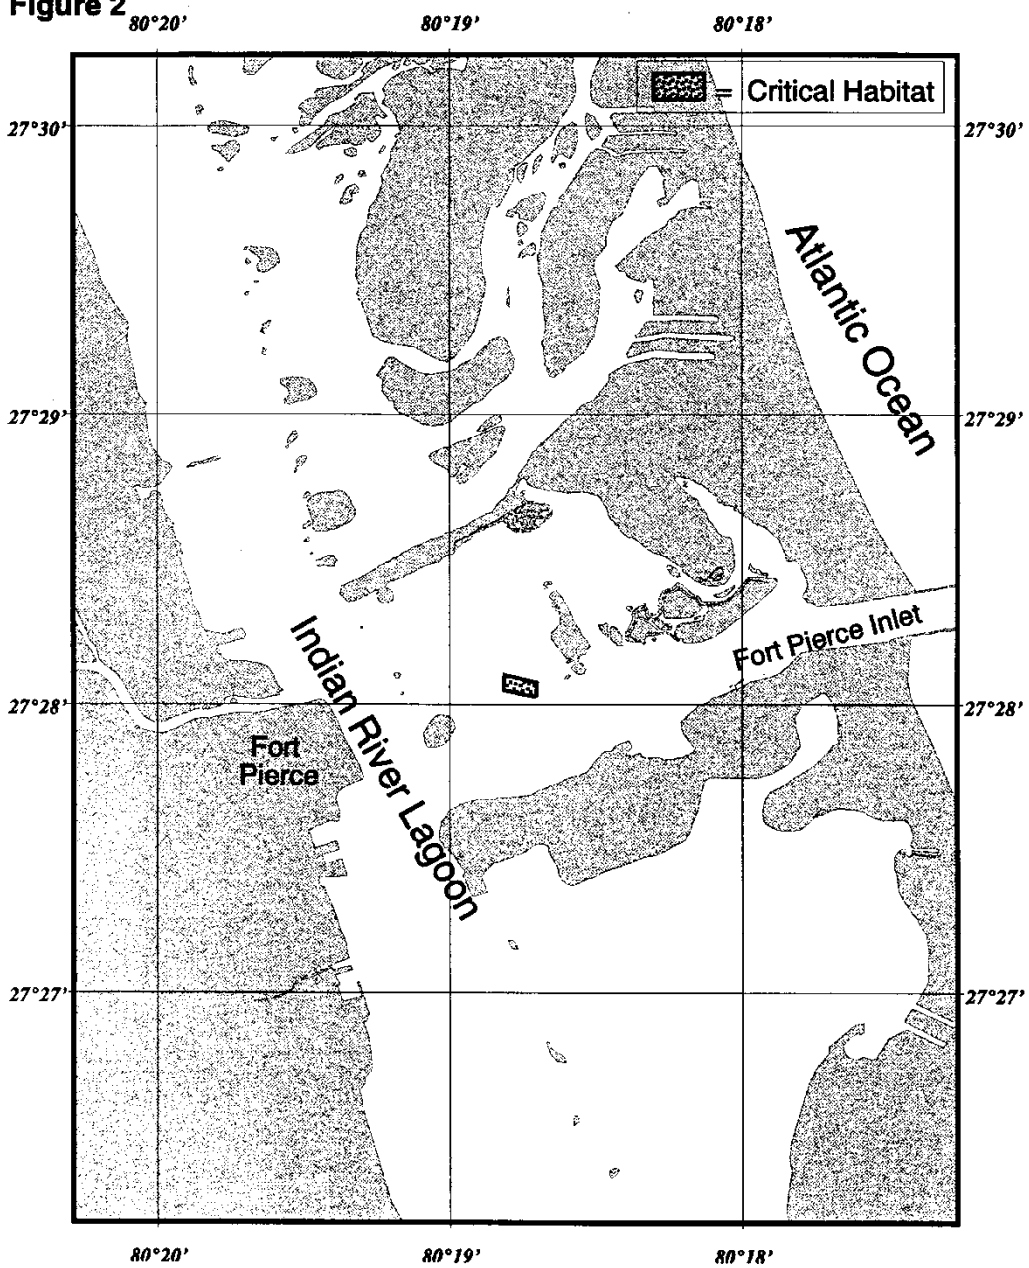 Figure 2
80°20’ 80°19’ 80°18’
= Critical Habitat
27°30’ 27°30’
Atlantic Ocean
27°29’ 27°29’
Indian River Lagoon
Fort Pierce Inlet
27°28’ 27°28’
Fort
Pierce
27°27’ 27°27’
80°20’ 80°19’ 80°18’